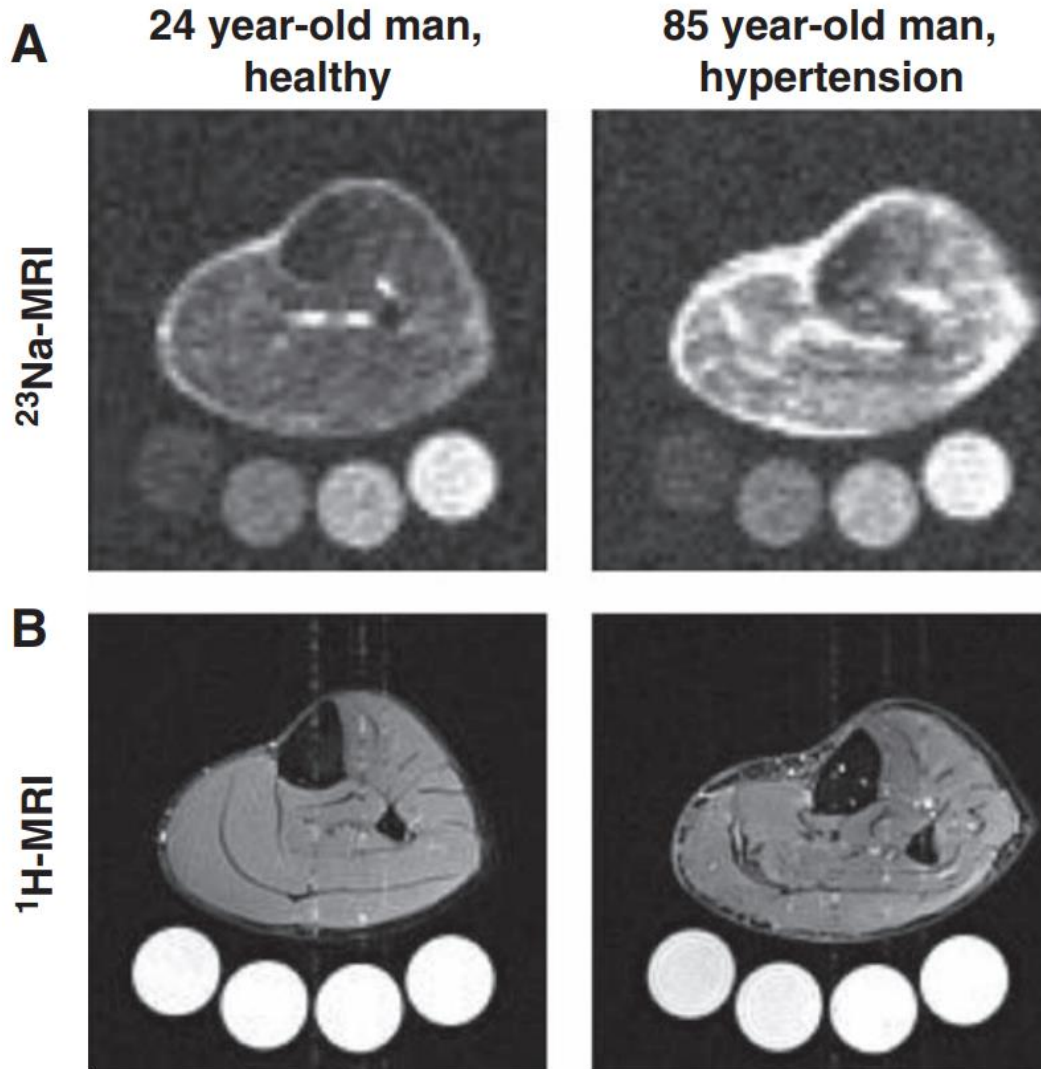 A
24 year-old man,
healthy
85 year-old man,
hypertension
²³Na-MRI
B
¹H-MRI